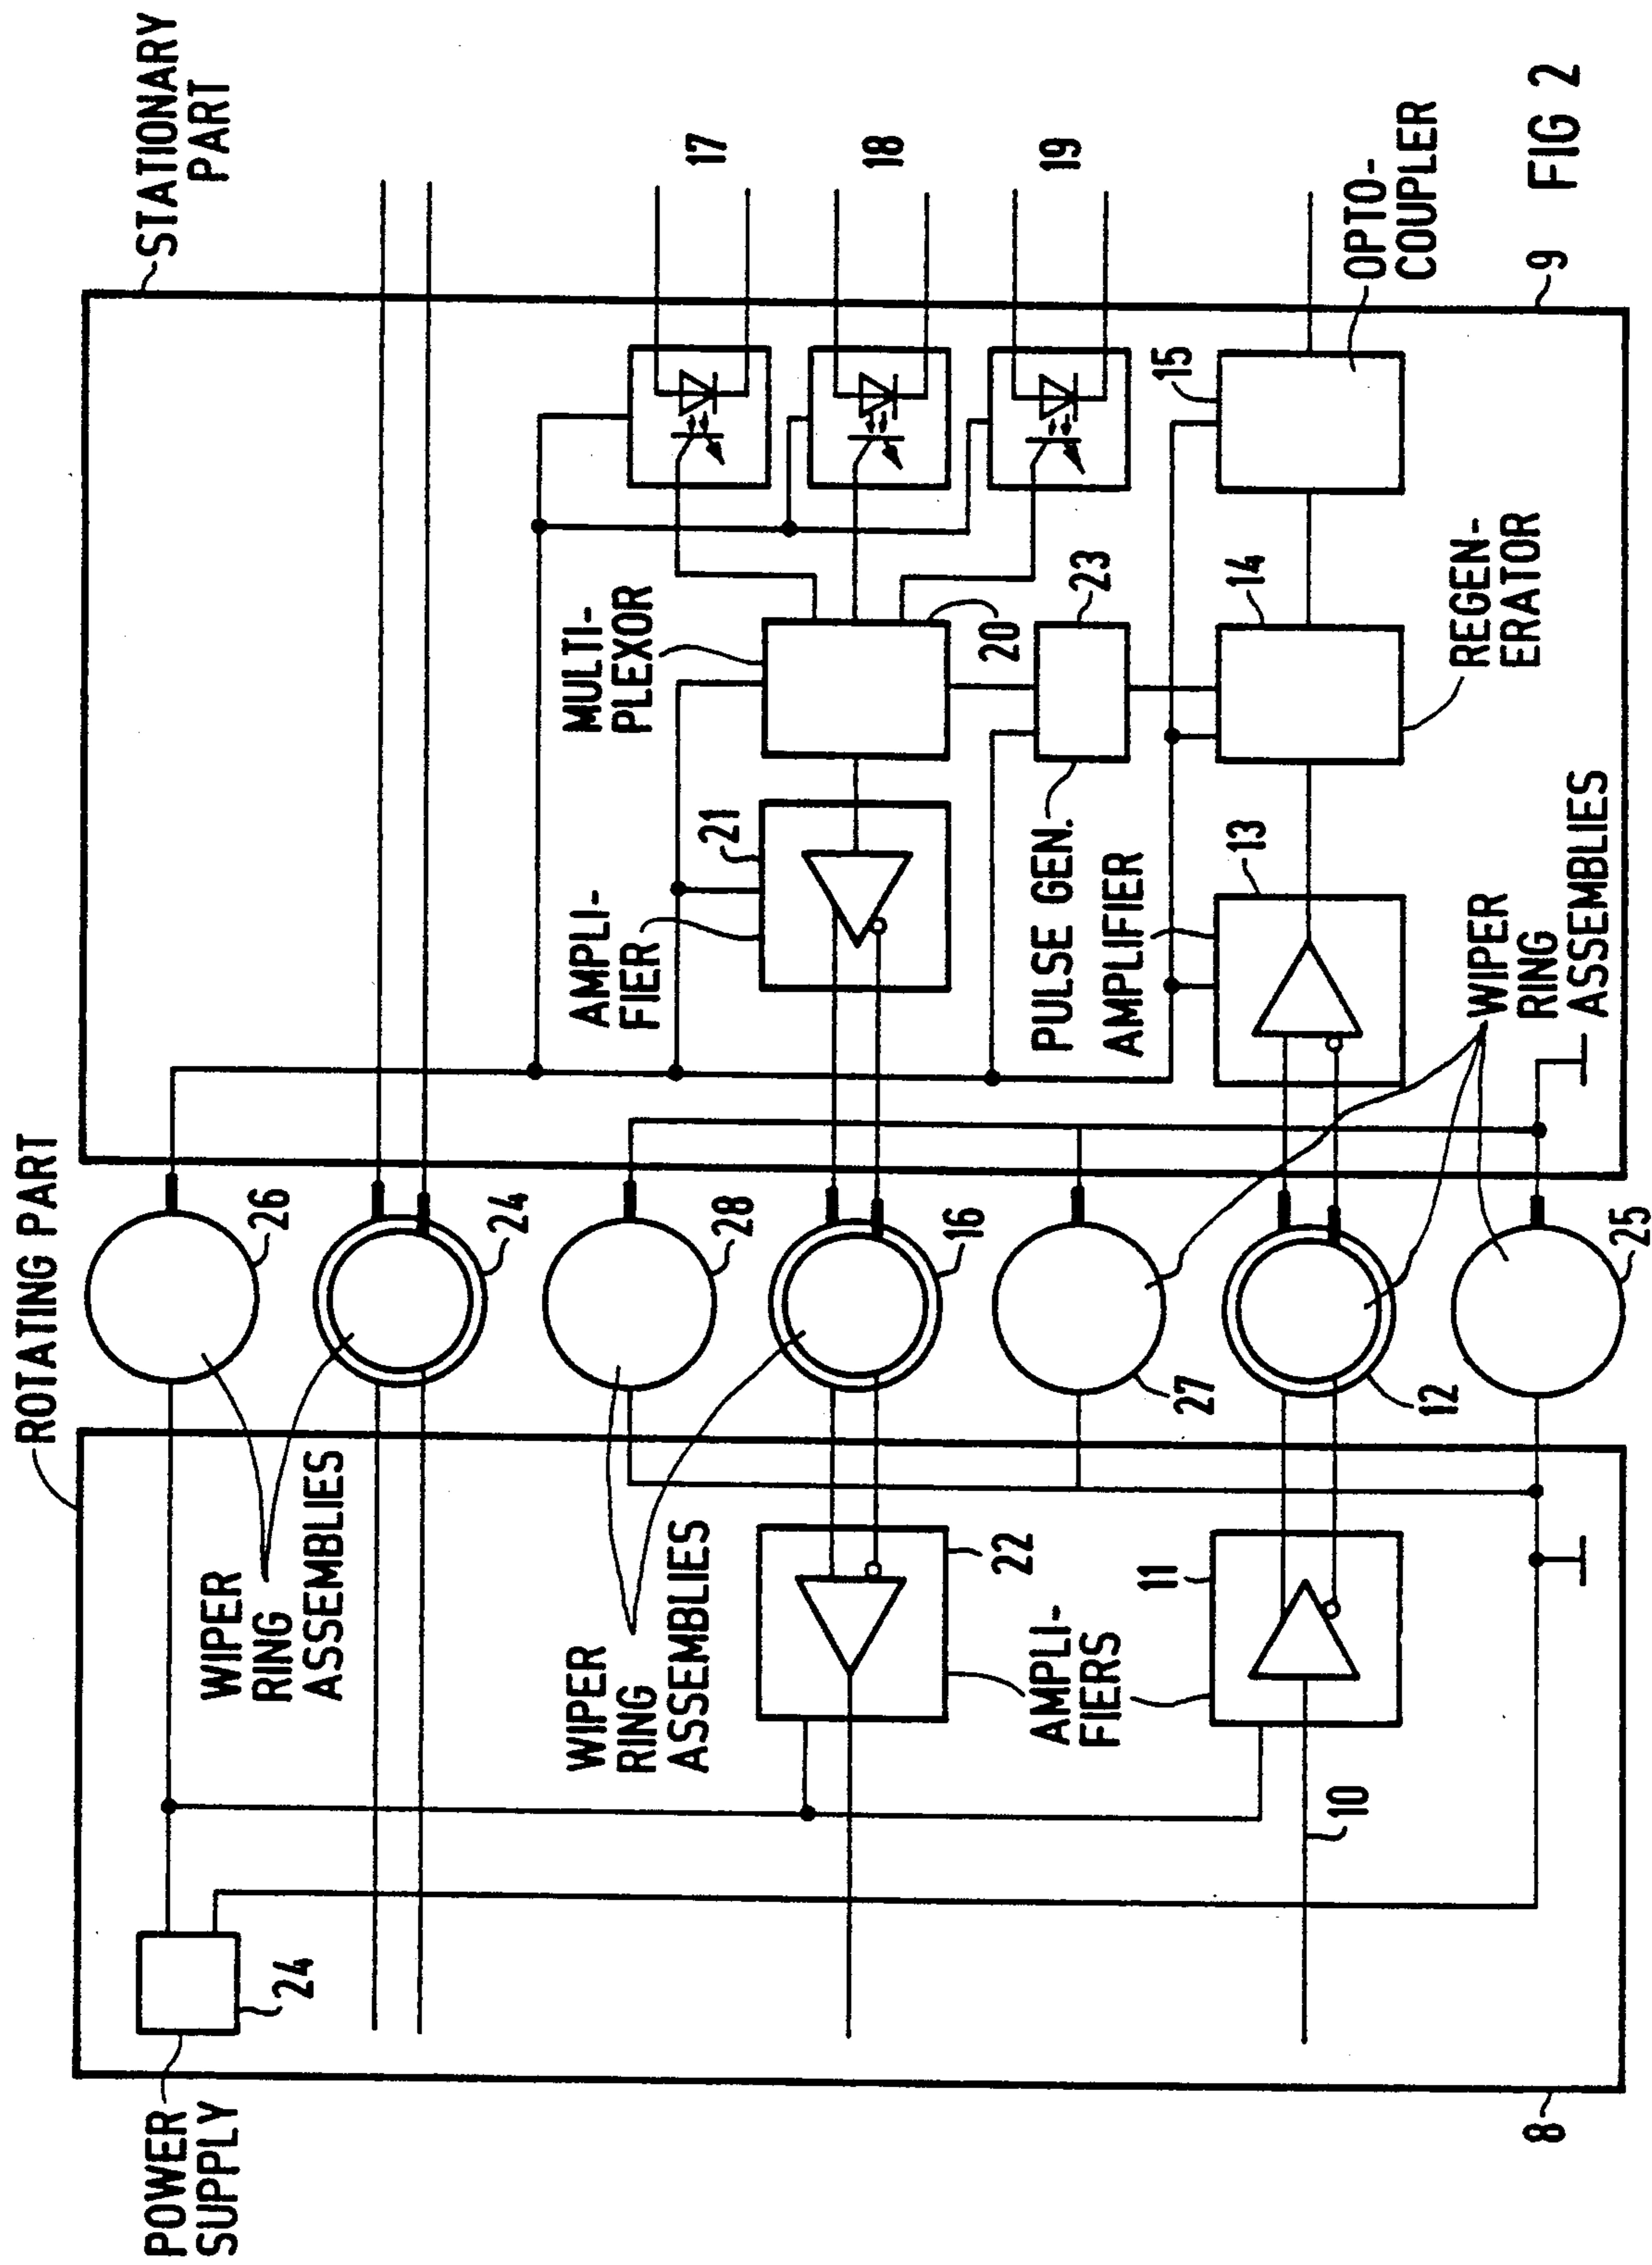 POWER
SUPPLY
24
ROTATING PART
8
WIPER
RING
ASSEMBLIES
WIPER
RING
ASSEMBLIES
22
AMPLI-
FIERS
11
10
26
24
28
16
27
12
25
STATIONARY
PART
9
AMPLI-
FIER
21
MULTI-
PLEXOR
20
17
18
19
PULSE GEN.
23
AMPLIFIER
13
14
REGEN-
ERATOR
15
OPTO-
COUPLER
WIPER
RING
ASSEMBLIES
FIG 2